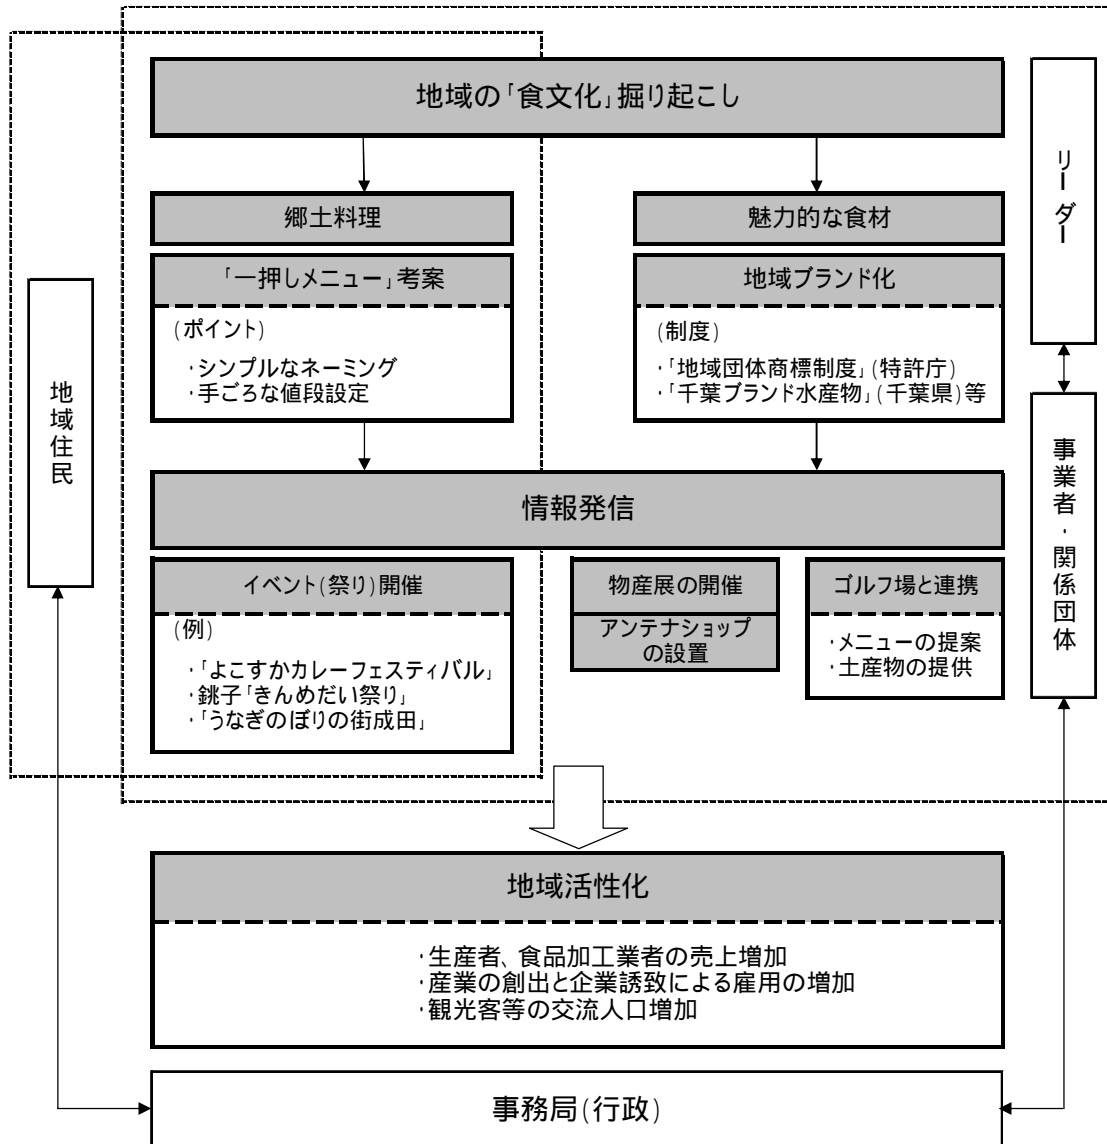 地域の「食文化」掘り起こし
リーダー
郷土料理
魅力的な食材
「一押しメニュー」考案
(ポイント)
・シンプルなネーミング
・手ごろな値段設定
地域ブランド化
(制度)
・「地域団体商標制度」(特許庁)
・「千葉ブランド水産物」(千葉県)等
地域住民
事業者・関係団体
情報発信
イベント(祭り)開催
(例)
・「よこすかカレーフェスティバル」
・銚子「きんめだい祭り」
・「うなぎのぼりの街成田」
物産展の開催
アンテナショップ
の設置
ゴルフ場と連携
・メニューの提案
・土産物の提供
地域活性化
・生産者、食品加工業者の売上増加
・産業の創出と企業誘致による雇用の増加
・観光客等の交流人口増加
事務局(行政)